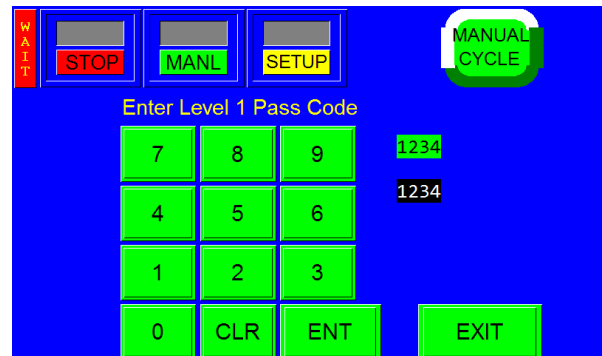 WAIT
STOP MANL SETUP
MANUAL
CYCLE
Enter Level 1 Pass Code
7 8 9 1234
1234
4 5 6
1 2 3
0 CLR ENT EXIT